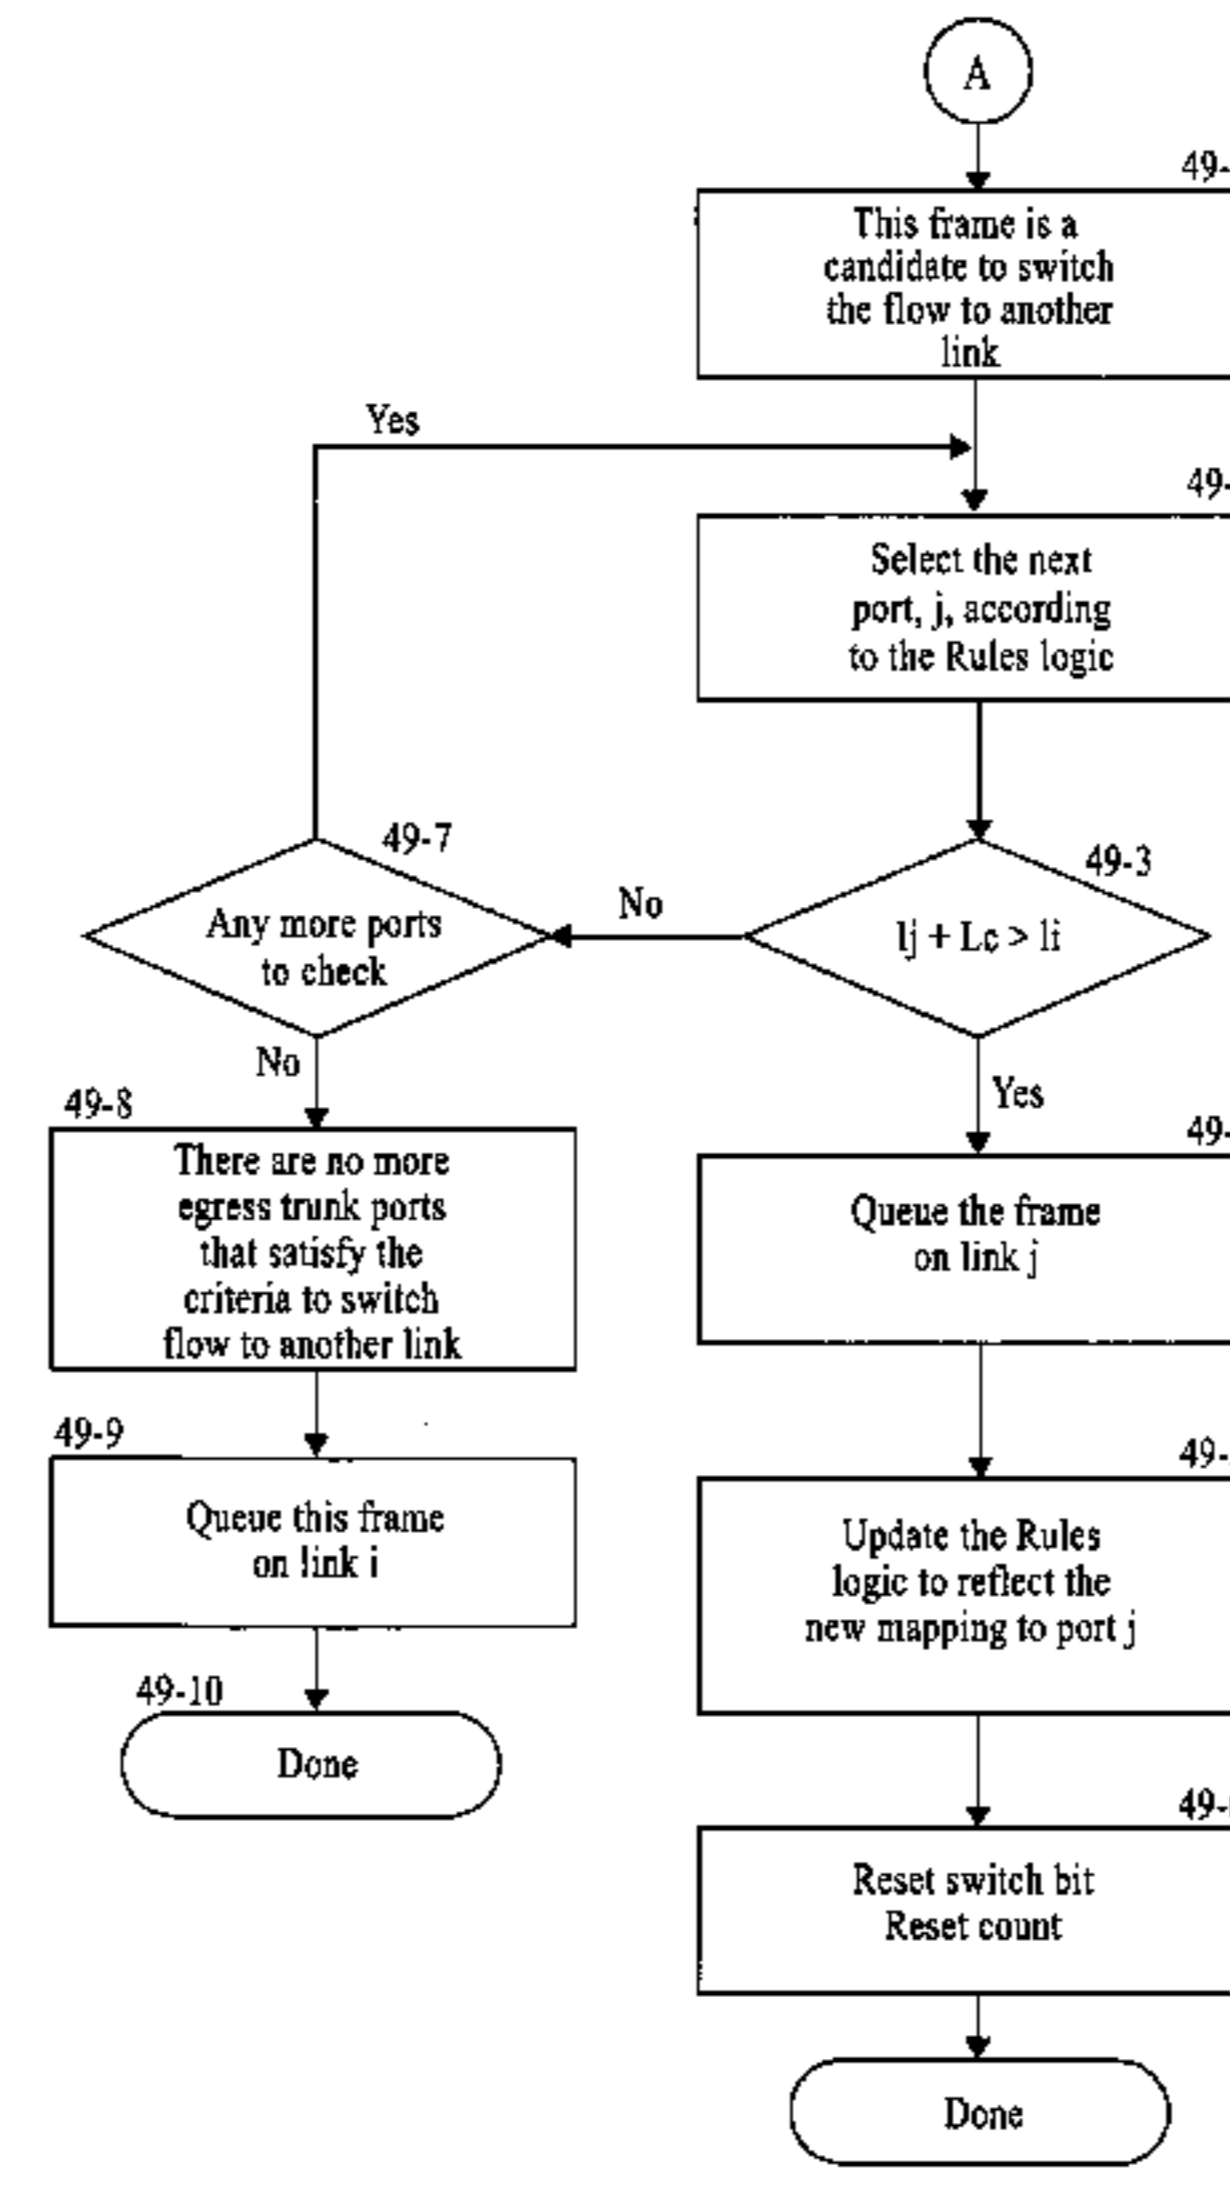 A
49-
This frame is a
candidate to switch
the flow to another
link
Yes
49-
Select the next
port, j, according
to the Rules logic
49-7
49-3
Any more ports
to check
No
lj + Lc > li
No
Yes
49-8
49-
There are no more
egress trunk ports
that satisfy the
criteria to switch
flow to another link
Queue the frame
on link j
49-9
49-
Queue this frame
on link i
Update the Rules
logic to reflect the
new mapping to port j
49-10
Done
49-
Reset switch bit
Reset count
Done